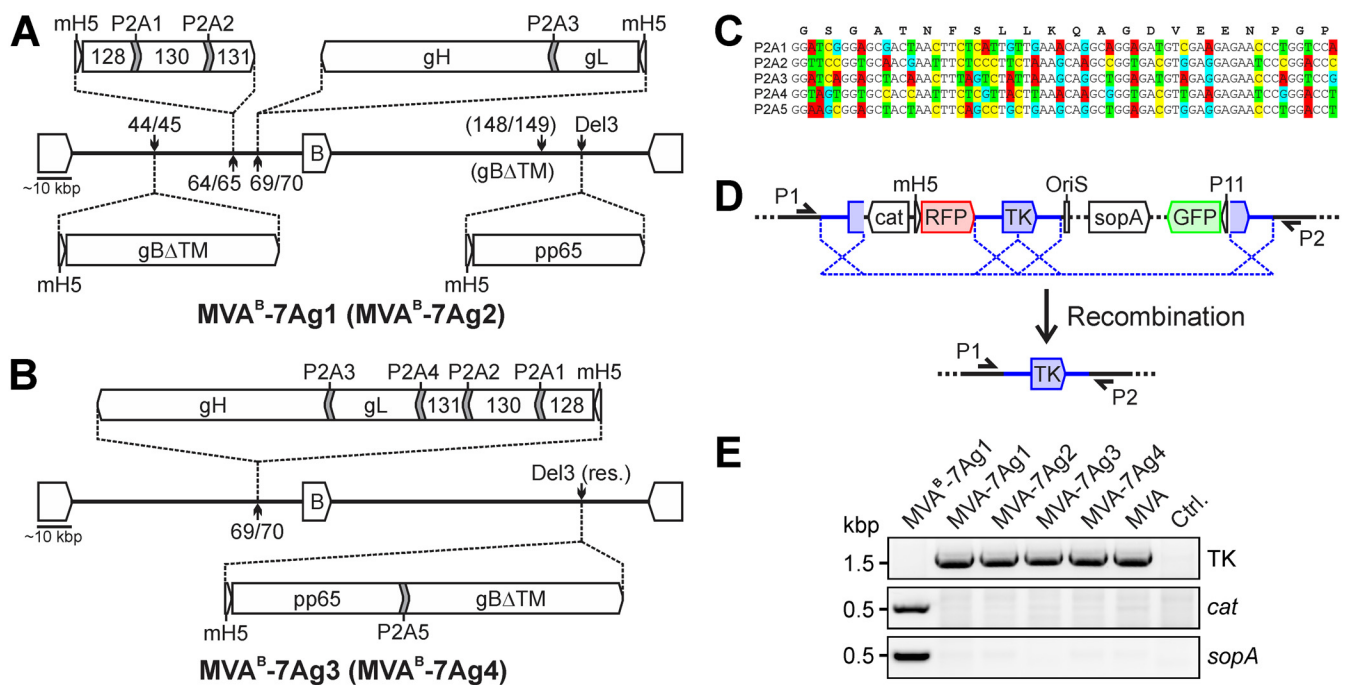 A
mH5 P2A1 P2A2 P2A3 mH5
128 130 131 gH gL
44/45 (148/149) Del3
B
~10 kbp 64/65 69/70 (gBΔTM)
gBΔTM pp65
mH5 mH5
MVAᴮ-7Ag1 (MVAᴮ-7Ag2)
B
P2A3 P2A4 P2A2 P2A1 mH5
gH gL 131 130 128
Del3 (res.)
B
~10 kbp 69/70
pp65 gBΔTM
mH5 P2A5
MVAᴮ-7Ag3 (MVAᴮ-7Ag4)
C
G S G A T N F S L L K Q A G D V E E N P G P
P2A1 GGATCGGGAGCGACTAACTTCTCATTGTTGAAACAGGCAGGAGATGTCGAAGAGAACCCTGGTCCA
P2A2
P2A3 GGATCAGGAGCTACAAACTTTAGTCTATTAAAGCAGGCTGGAGATGTAGAGGAGAACCCAGGTCCG
P2A4 GGTAGTGGTGCCACCAATTTCTCGTTACTTAAACAAGCGGGTGACGTTGAAGAGAATCCGGGACCT
P2A5 GGAAGCGGAGCTACTAACTTCAGCCTGCTGAAGCAGGCTGGAGACGTGGAGGAGAACCCTGGACCT
D
P1 mH5 OriS P11
cat RFP TK sopA GFP
P2
Recombination
P1 TK P2
E
MVAᴮ-7Ag1 MVA-7Ag1 MVA-7Ag2 MVA-7Ag3 MVA-7Ag4 MVA Ctrl.
kbp
1.5 TK
0.5 cat
0.5 sopA